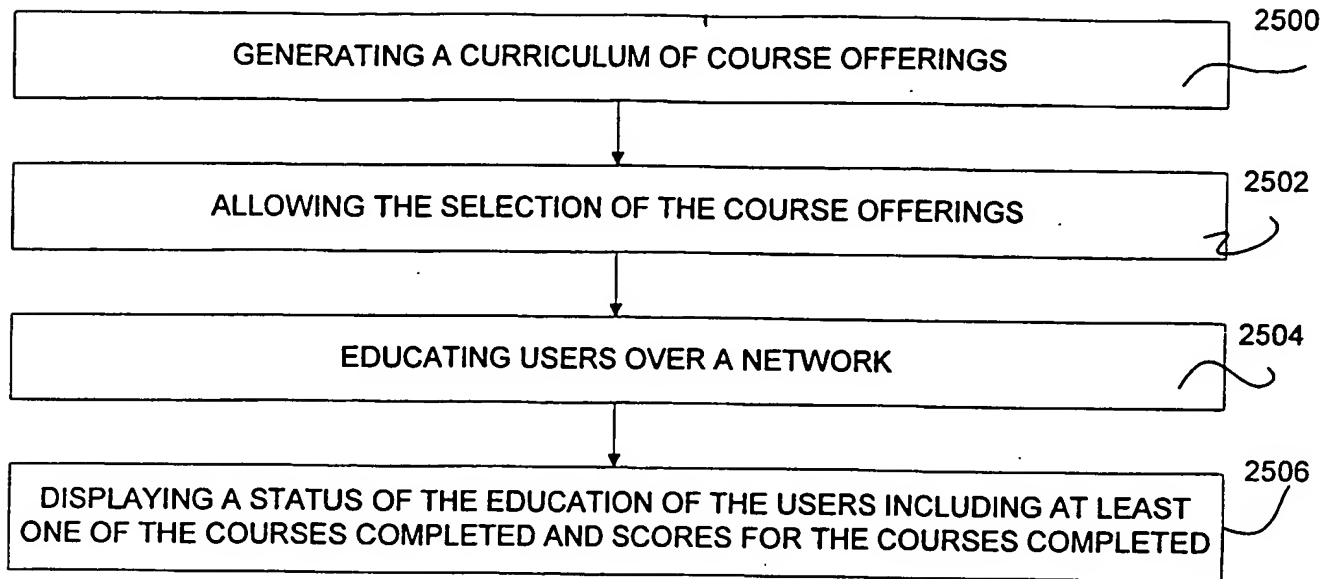 2500
GENERATING A CURRICULUM OF COURSE OFFERINGS
2502
ALLOWING THE SELECTION OF THE COURSE OFFERINGS
2504
EDUCATING USERS OVER A NETWORK
2506
DISPLAYING A STATUS OF THE EDUCATION OF THE USERS INCLUDING AT LEAST
ONE OF THE COURSES COMPLETED AND SCORES FOR THE COURSES COMPLETED